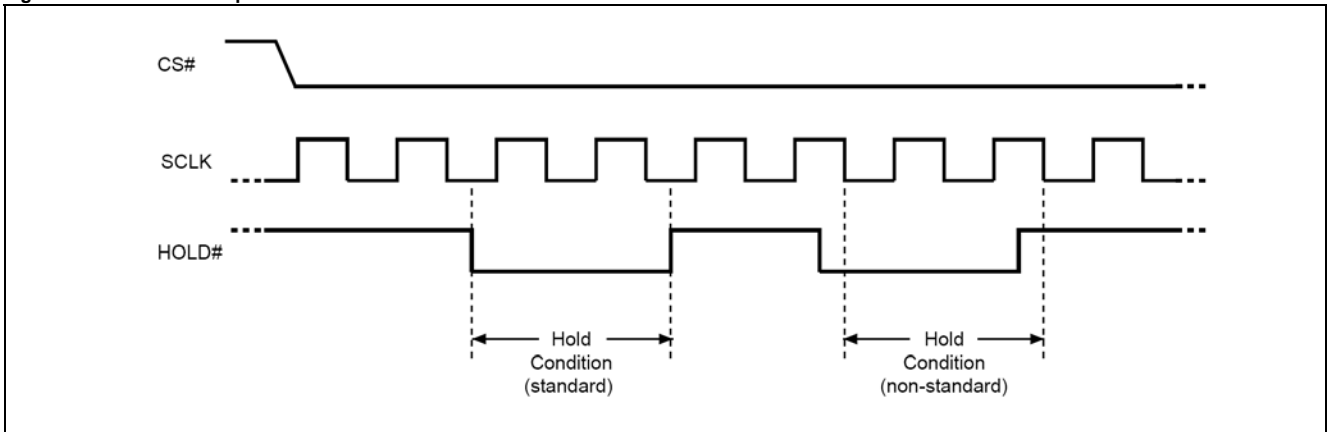 CS#
SCLK
HOLD#
Hold
Condition
(standard)
Hold
Condition
(non-standard)